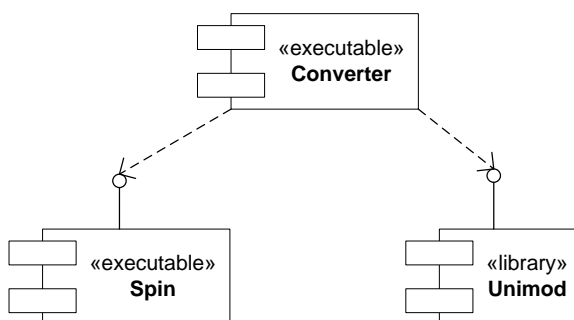 «executable»
Converter
«executable»
Spin
«library»
Unimod